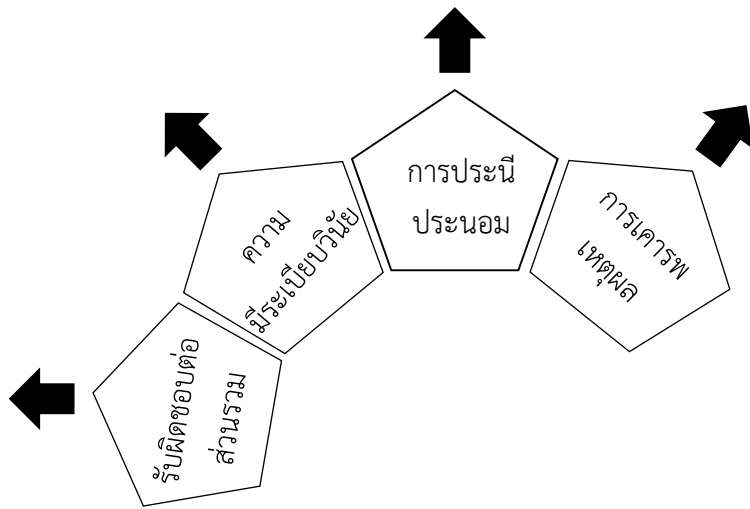 การประนี
ประนอม
การเคารพ
เหตุผล
ความ
มีระเบียบวินัย
รับผิดชอบต่อ
ส่วนรวม